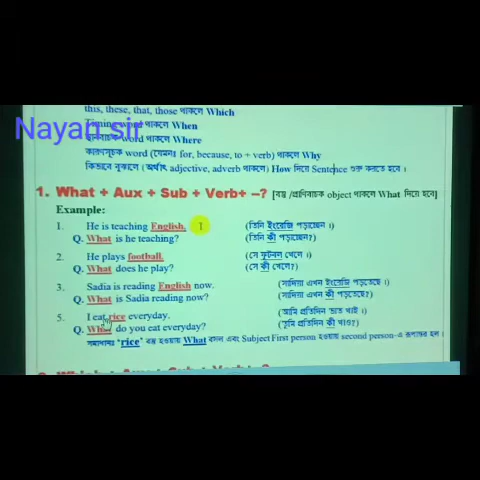 this, these, that, those থাকলে Which
Timing word থাকলে When
word থাকলে Where
কারণসূচক word (যেমনঃ for, because, to + verb) থাকলে Why
কিভাবে বুঝালে (অর্থাৎ adjective, adverb থাকলে) How দিয়ে Sentence শুরু করতে হবে ।
Nayan sir
1. What + Aux + Sub + Verb+ –? [বস্তু /প্রাণিবাচক object থাকলে What দিয়ে হবে]
Example:
1. He is teaching English. (তিনি ইংরেজি পড়াচ্ছেন ।)
Q. What is he teaching? (তিনি কী পড়াচ্ছেন?)
2. He plays football. (সে ফুটবল খেলে ।)
Q. What does he play? (সে কী খেলে?)
3. Sadia is reading English now. (সাদিয়া এখন ইংরেজি পড়তেছে ।)
Q. What is Sadia reading now? (সাদিয়া এখন কী পড়তেছে?)
5. I eat rice everyday. (আমি প্রতিদিন ভাত খাই ।)
Q. What do you eat everyday? (তুমি প্রতিদিন কী খাও?)
'rice' বস্তু হওয়ায় What বসল এবং Subject First person হওয়ায় second person-এ রূপান্তর হল ।